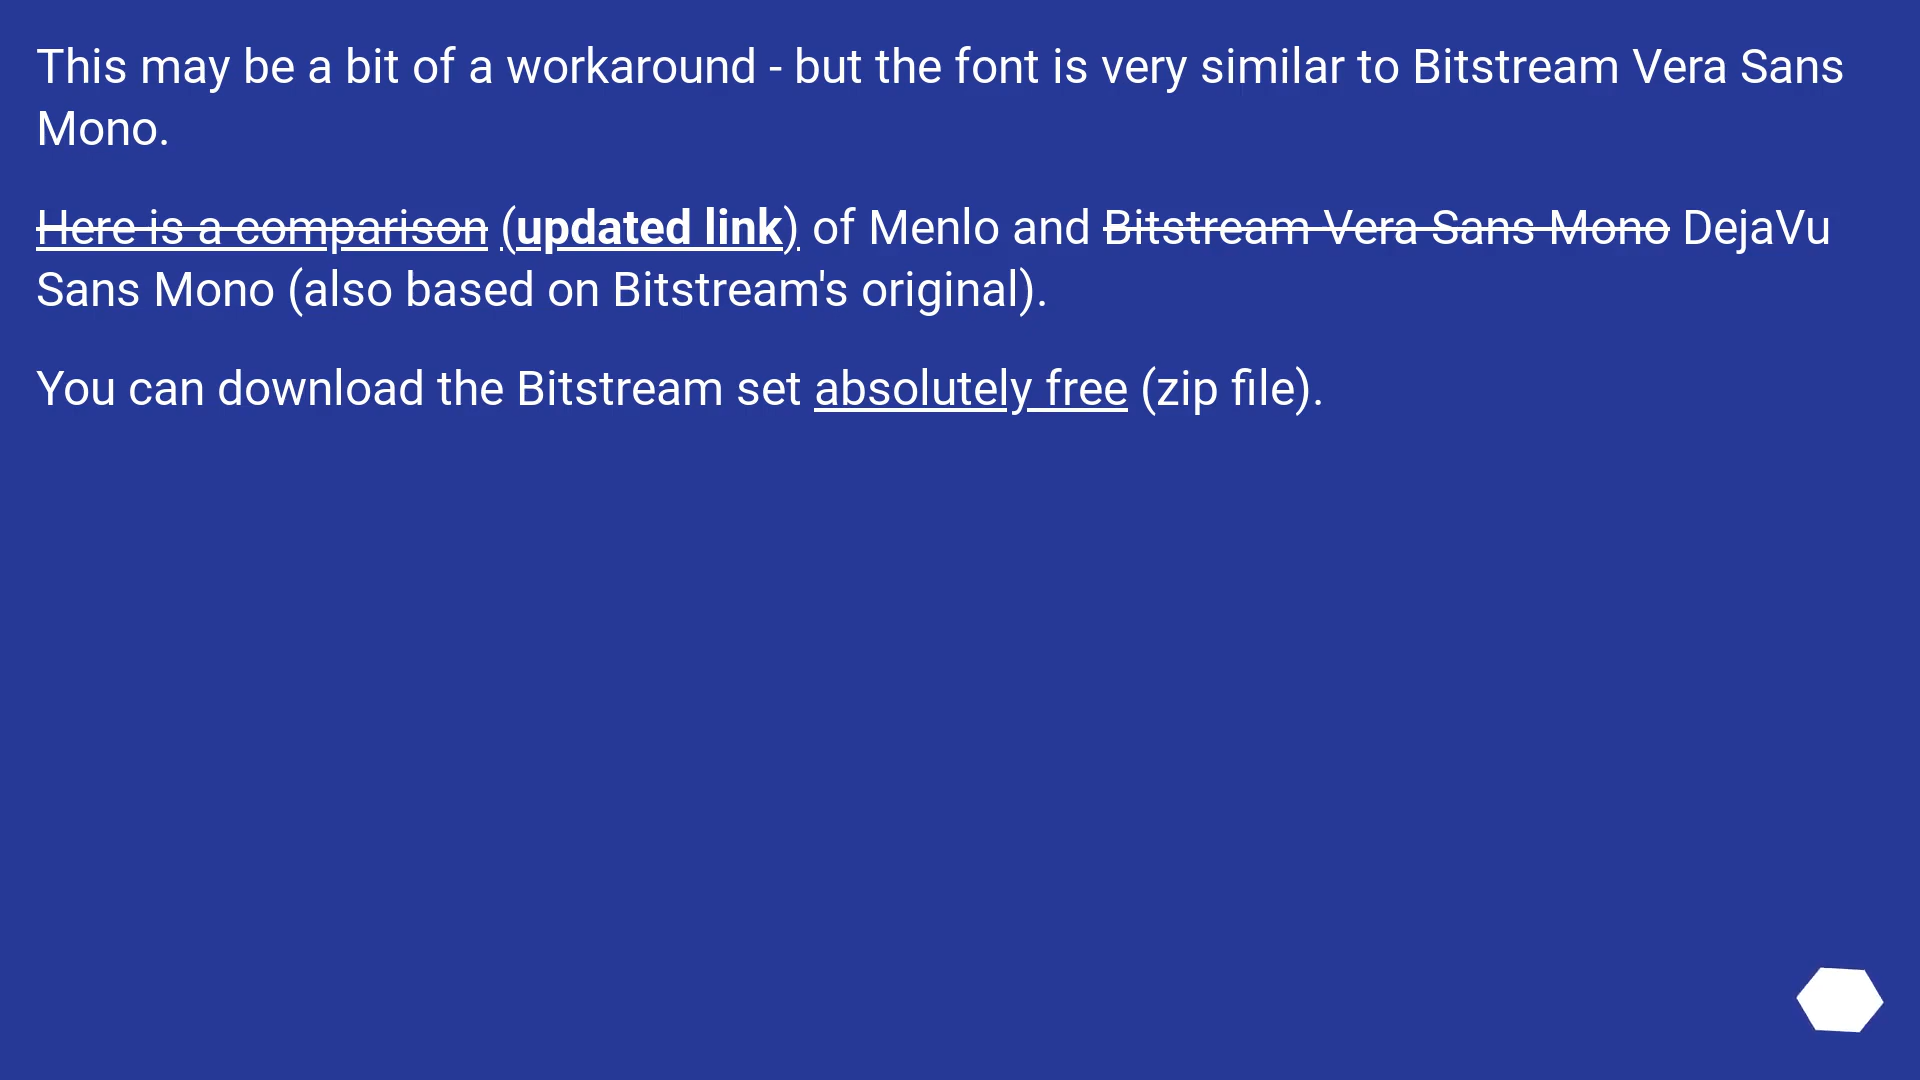 This may be a bit of a workaround - but the font is very similar to Bitstream Vera Sans
Mono.
Here is a comparison (updated link) of Menlo and Bitstream Vera Sans Mono DejaVu
Sans Mono (also based on Bitstream's original).
You can download the Bitstream set absolutely free (zip file).